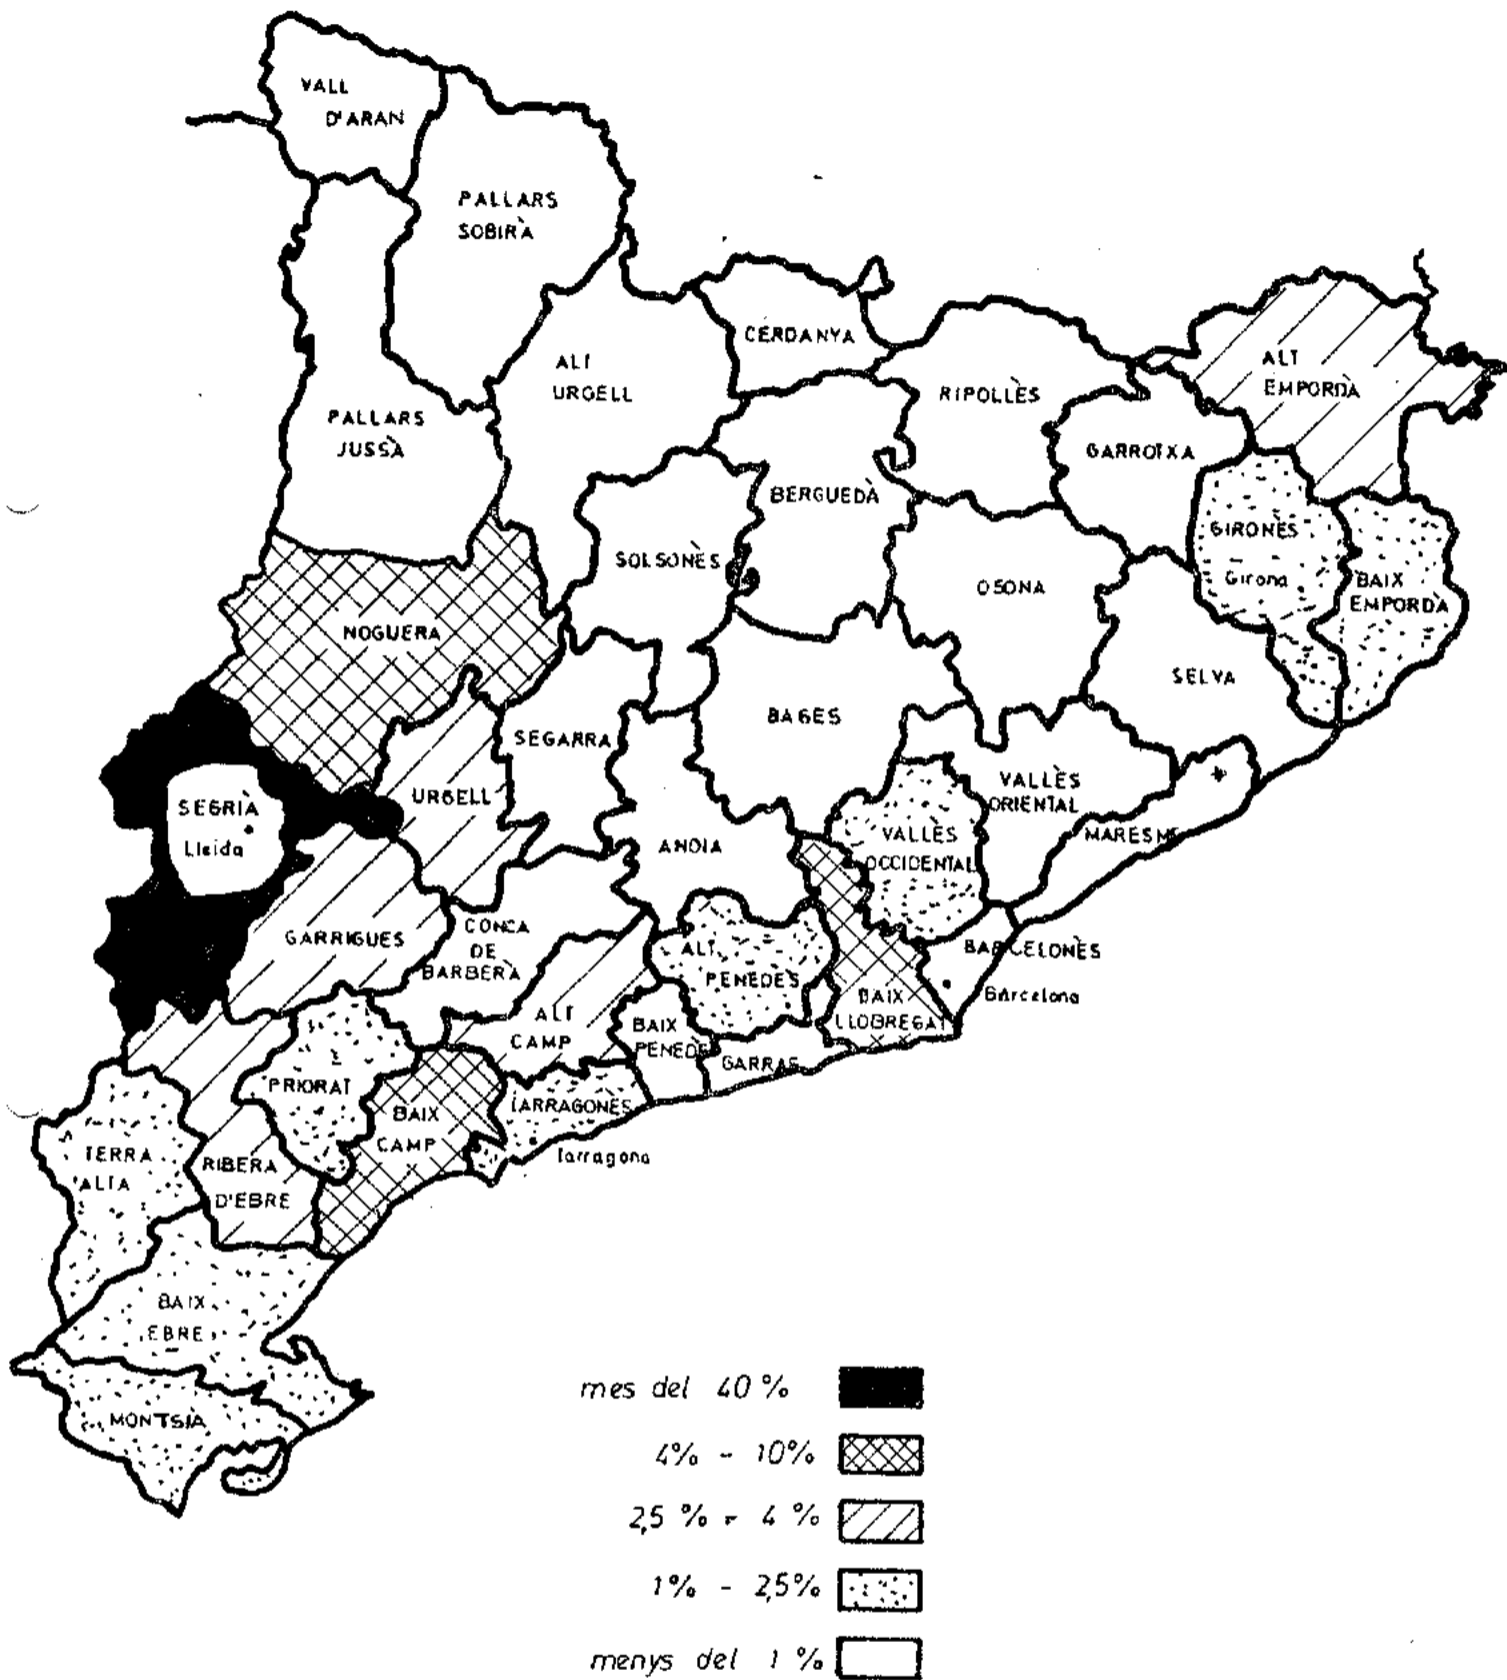 VALL
D'ARAN
PALLARS
SOBIRÀ
CERDANYA
ALT
URGELL
RIPOLLÈS
ALT
EMPORDÀ
PALLARS
JUSSÀ
GARROTXA
BERGUEDÀ
SOLSONÈS
OSONA
GIRONÈS
Girona
BAIX
EMPORDÀ
NOGUERA
SELVA
BAGES
SEGARRA
URGELL
VALLÈS
ORIENTAL
SEGRIÀ
Lleida
VALLÈS
OCCIDENTAL
MARESME
ANOIA
GARRIGUES
CONCA
DE
BARBERÀ
ALT
PENEDÈS
BARCELONÈS
Barcelona
BAIX
LLOBREGAT
ALT
CAMP
BAIX
PENEDÈS
GARRAF
PRIORAT
BAIX
CAMP
TARRAGONÈS
Tarragona
TERRA
ALTA
RIBERA
D'EBRE
BAIX
EBRE
MONTSIÀ
mes del 40%
4% - 10%
2,5% - 4%
1% - 2,5%
menys del 1%